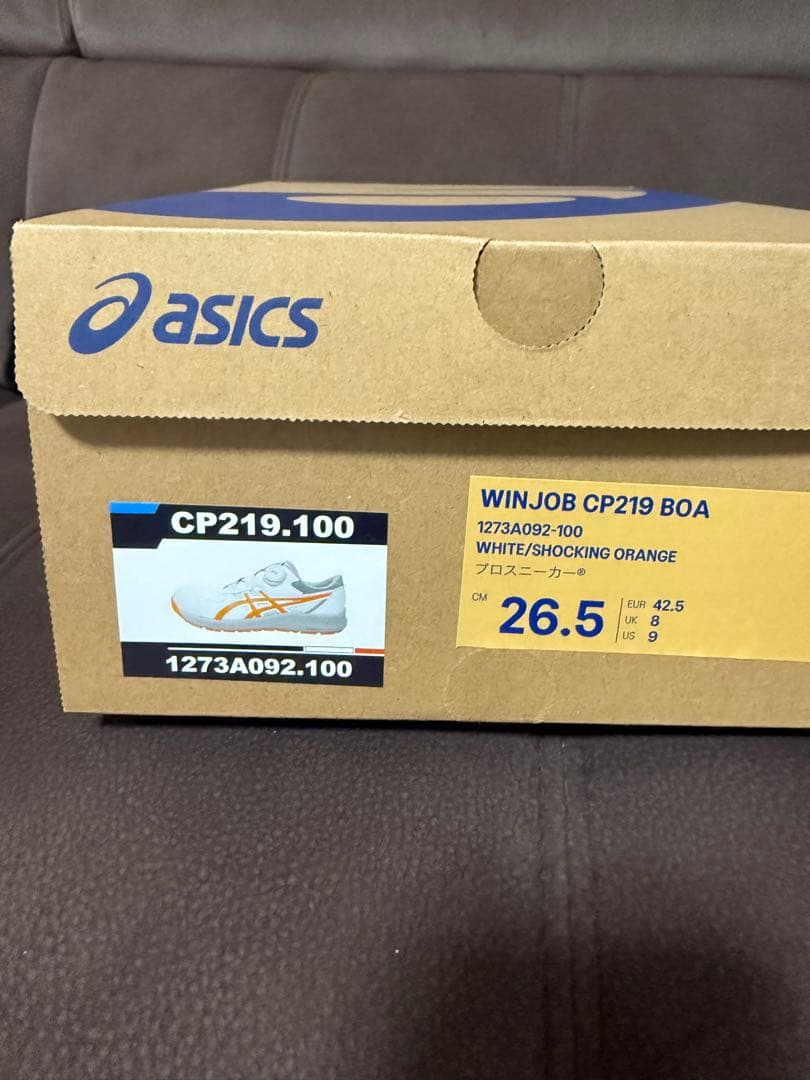 asics
CP219.100
1273A092.100
WINJOB CP219 BOA
1273A092-100
WHITE/SHOCKING ORANGE
プロスニーカー®
CM 26.5
EUR 42.5
UK 8
US 9